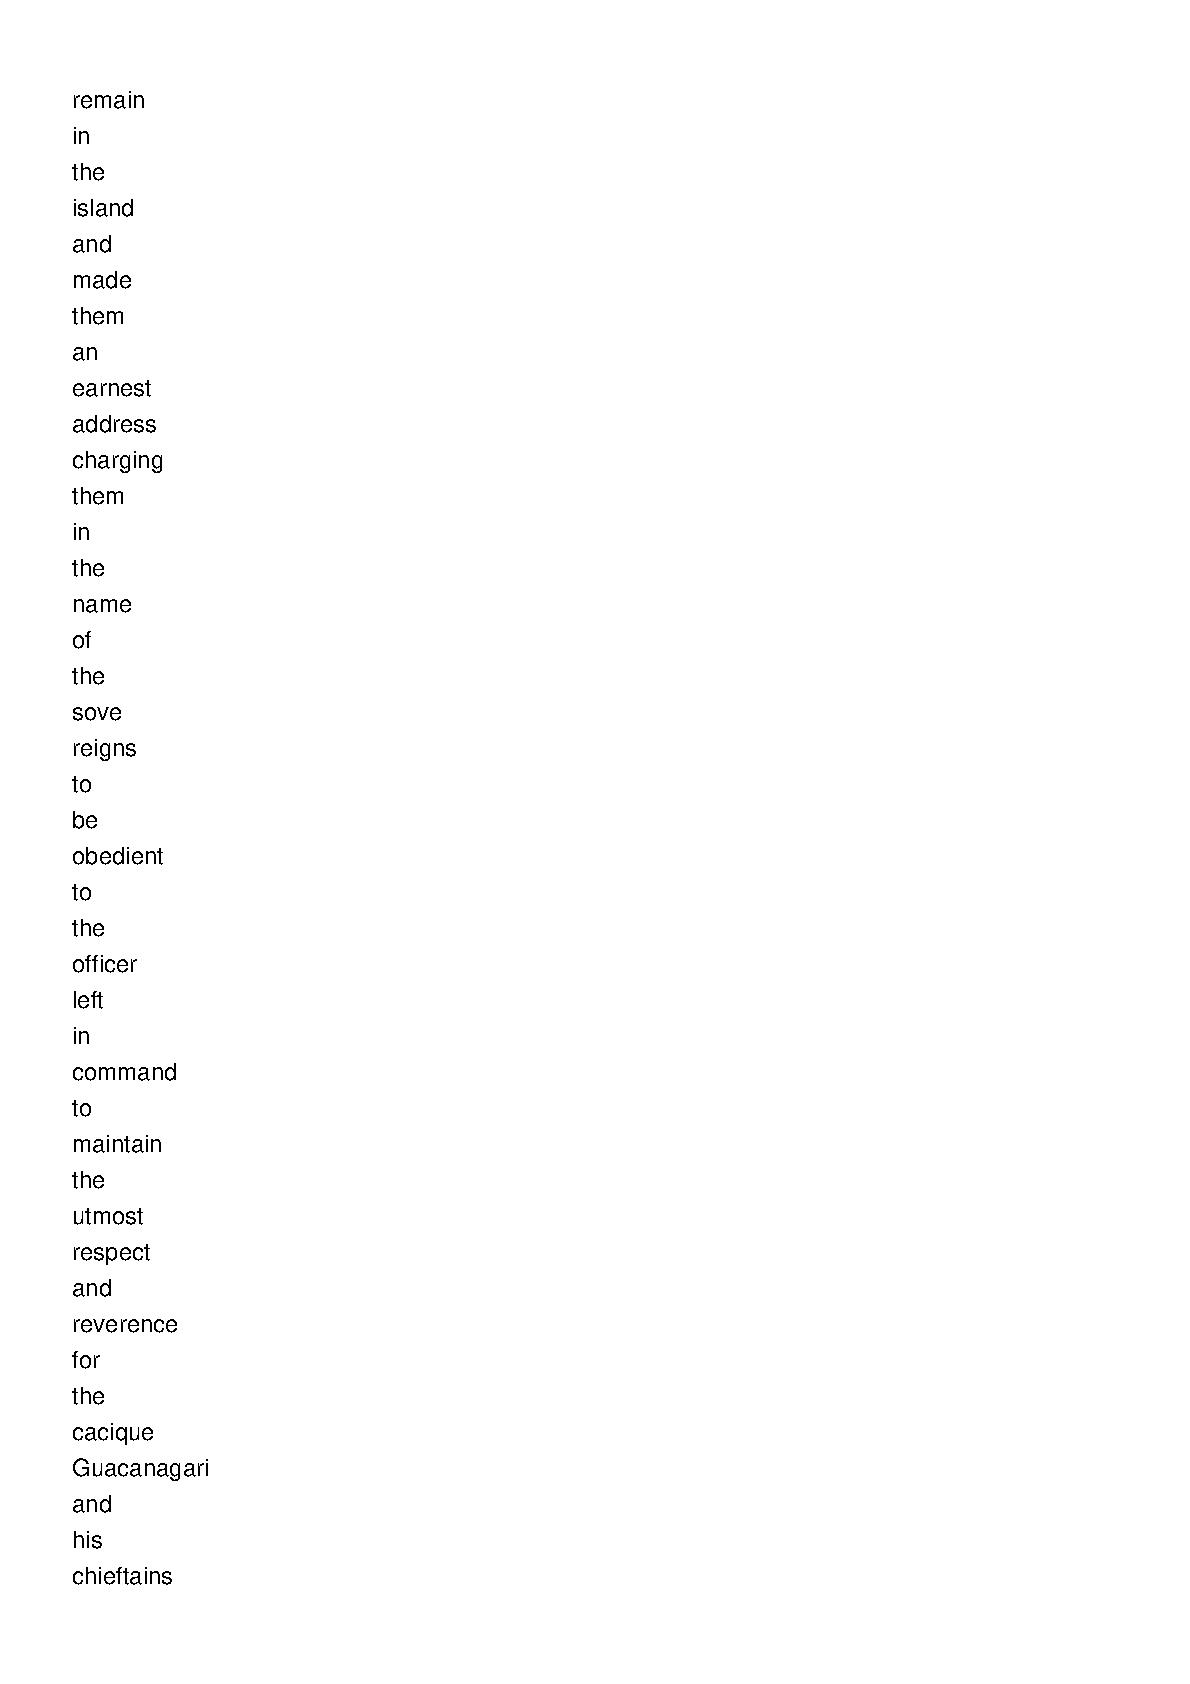 remain
in
the
island
and
made
them
an
earnest
address
charging
them
in
the
name
of
the
sove
reigns
to
be
obedient
to
the
officer
left
in
command
to
maintain
the
utmost
respect
and
reverence
for
the
cacique
Guacanagari
and
his
chieftains